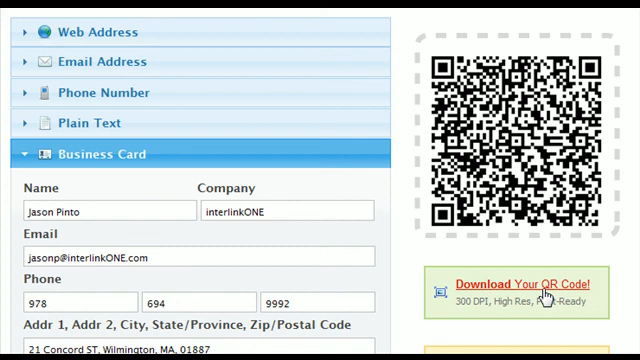 Web Address
Email Address
Phone Number
Plain Text
Business Card
Name Company
Jason Pinto interlinkONE
Email
jasonp@interlinkONE.com
Phone
978 694 9992
Addr 1, Addr 2, City, State/Province, Zip/Postal Code
21 Concord ST, Wilmington, MA, 01887
Download Your QR Code!
300 DPI, High Res,